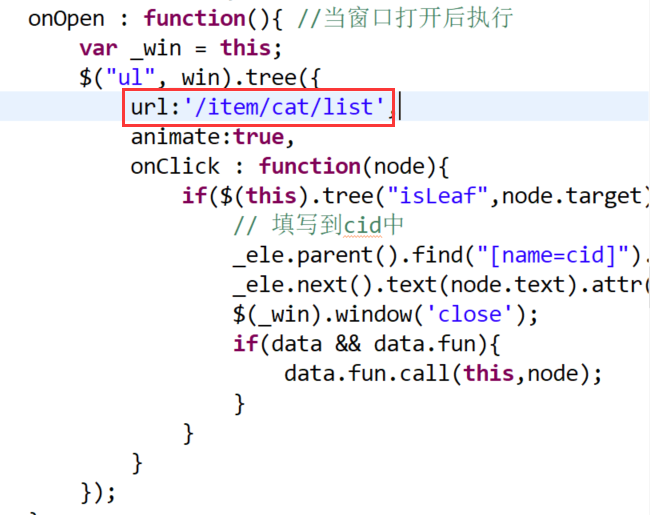 onOpen : function(){ //当窗口打开后执行
var _win = this;
$("ul",_win).tree({
url:'/item/cat/list',
animate:true,
onClick : function(node){
if($(this).tree("isLeaf",node.target)
// 填写到cid中
_ele.parent().find("[name=cid]").
_ele.next().text(node.text).attr(
$(_win).window('close');
if(data && data.fun){
data.fun.call(this,node);
}
}
}
});